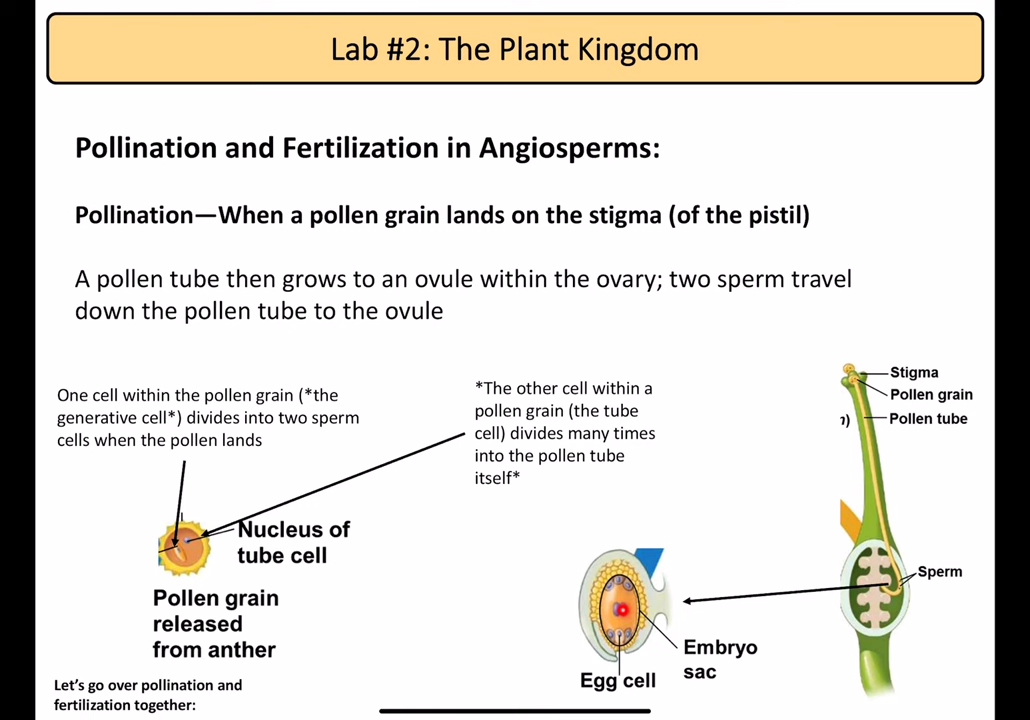 Lab #2: The Plant Kingdom
Pollination and Fertilization in Angiosperms:
Pollination—When a pollen grain lands on the stigma (of the pistil)
A pollen tube then grows to an ovule within the ovary; two sperm travel
down the pollen tube to the ovule
One cell within the pollen grain (*the
generative cell*) divides into two sperm
cells when the pollen lands
*The other cell within a
pollen grain (the tube
cell) divides many times
into the pollen tube
itself*
Stigma
Pollen grain
Pollen tube
Nucleus of
tube cell
Pollen grain
released
from anther
Sperm
Embryo
sac
Egg cell
Let's go over pollination and
fertilization together: